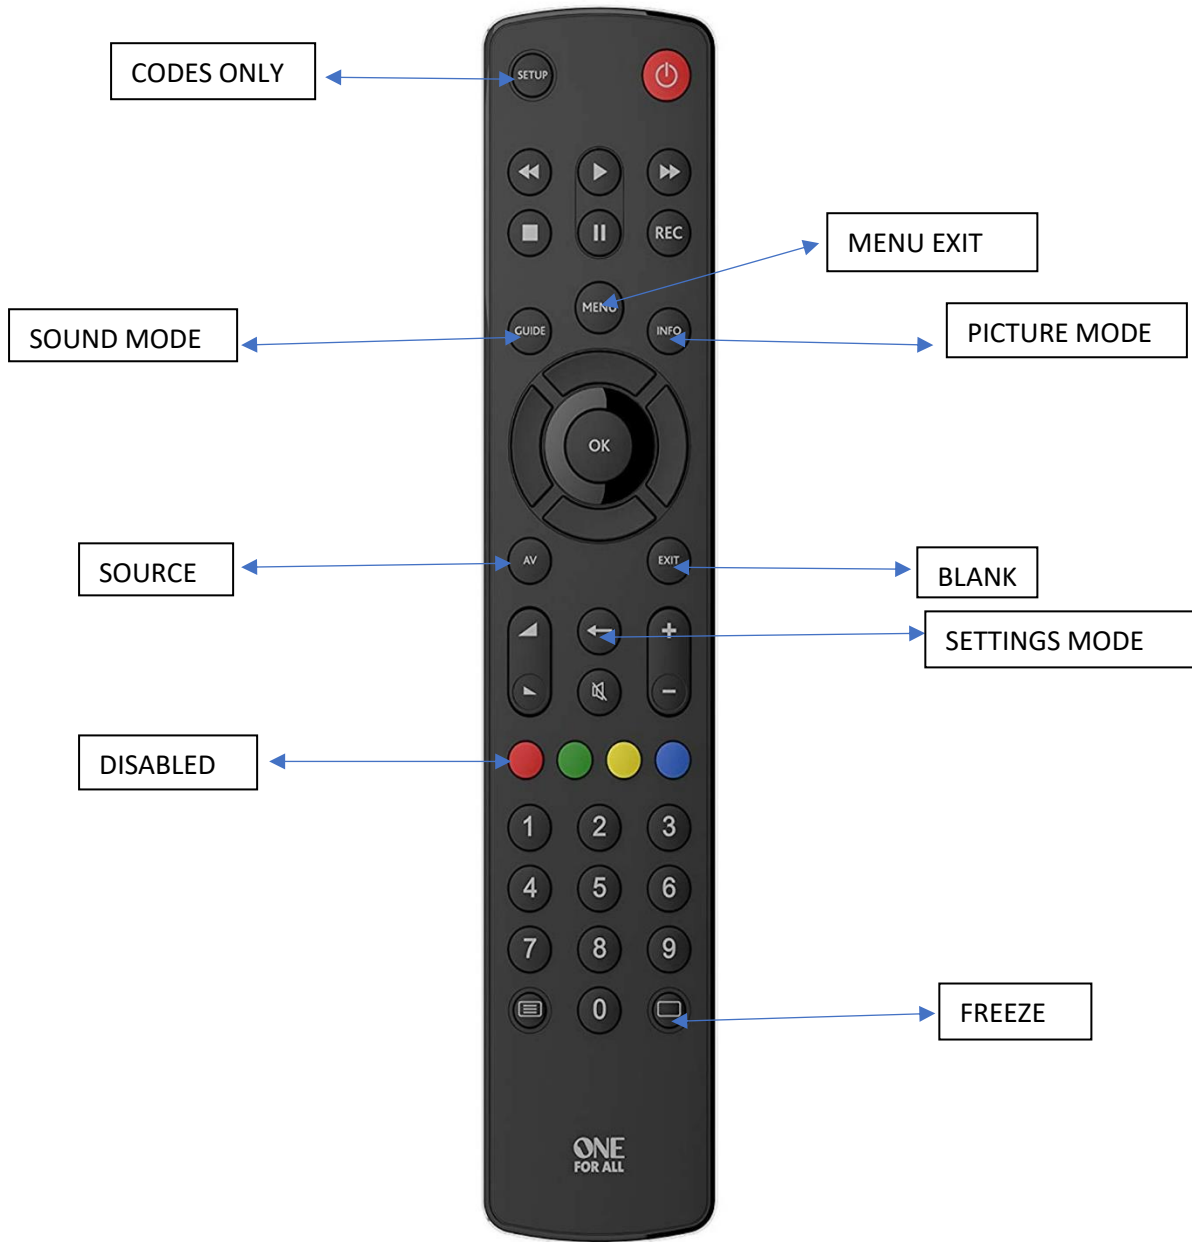 CODES ONLY
SETUP
REC
MENU EXIT
MENU
SOUND MODE
GUIDE
INFO
PICTURE MODE
OK
SOURCE
AV
EXIT
BLANK
+
SETTINGS MODE
-
DISABLED
1 2 3
4 5 6
7 8 9
0
FREEZE
ONE
FOR ALL